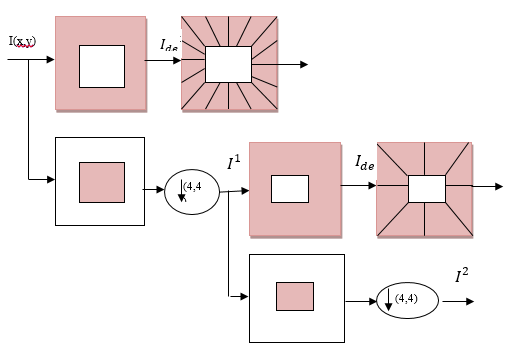 I(x,y)
I_de
(4,4
I^1
I_de
(4,4)
I^2